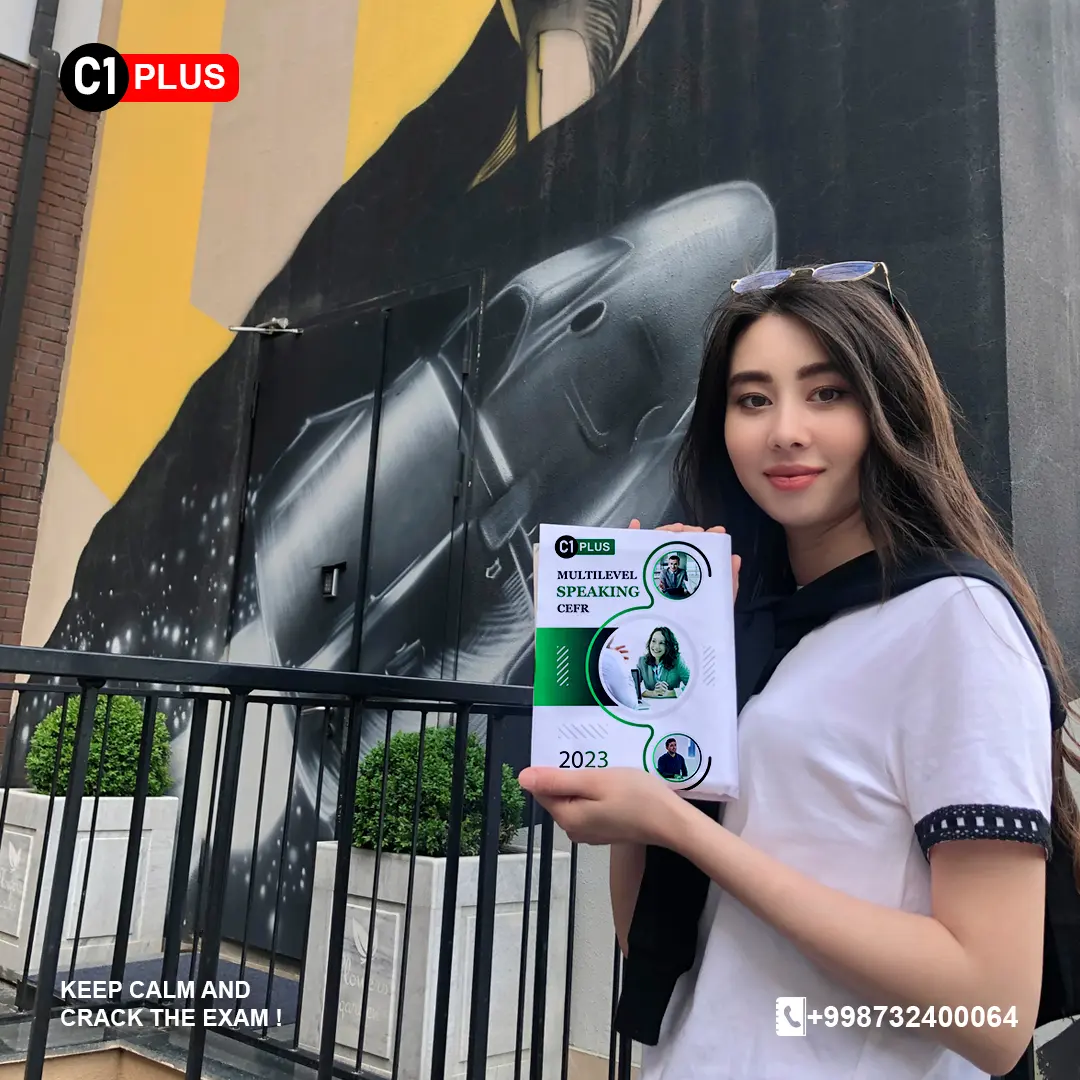 C1 PLUS
C1 PLUS
MULTILEVEL
SPEAKING
CEFR
2023
KEEP CALM AND
CRACK THE EXAM !
+998732400064